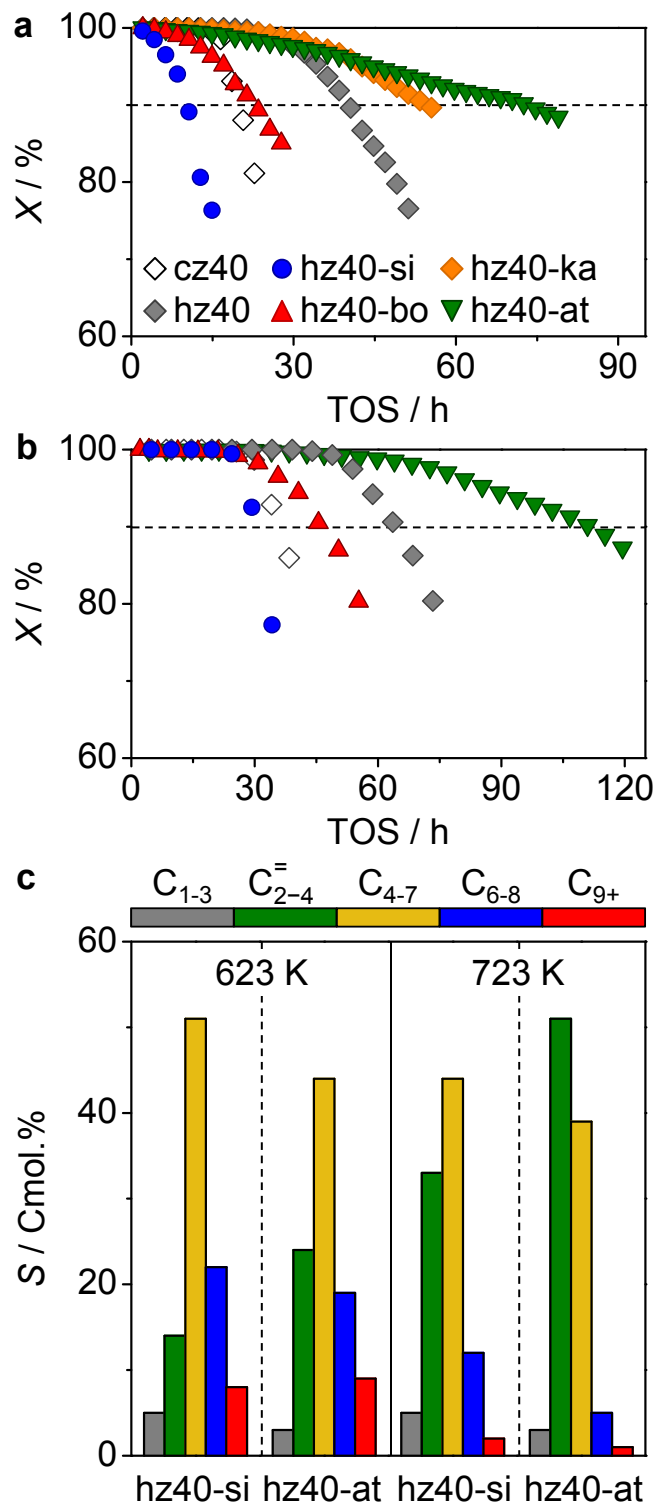 a
100
80
60
X / %
cz40 hz40-si hz40-ka
hz40 hz40-bo hz40-at
0 30 60 90
TOS / h
b
100
80
60
X / %
0 30 60 90 120
TOS / h
c
C1-3 C=2-4 C4-7 C6-8 C9+
60
40
20
0
S / Cmol.%
623 K 723 K
hz40-si hz40-at hz40-si hz40-at